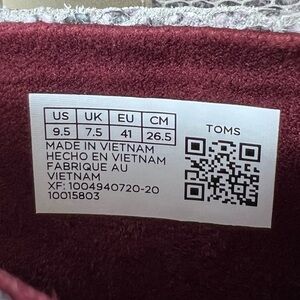 US UK EU CM
9.5 7.5 41 26.5
TOMS
MADE IN VIETNAM
HECHO EN VIETNAM
FABRIQUE AU
VIETNAM
XF: 1004940720-20
10015803